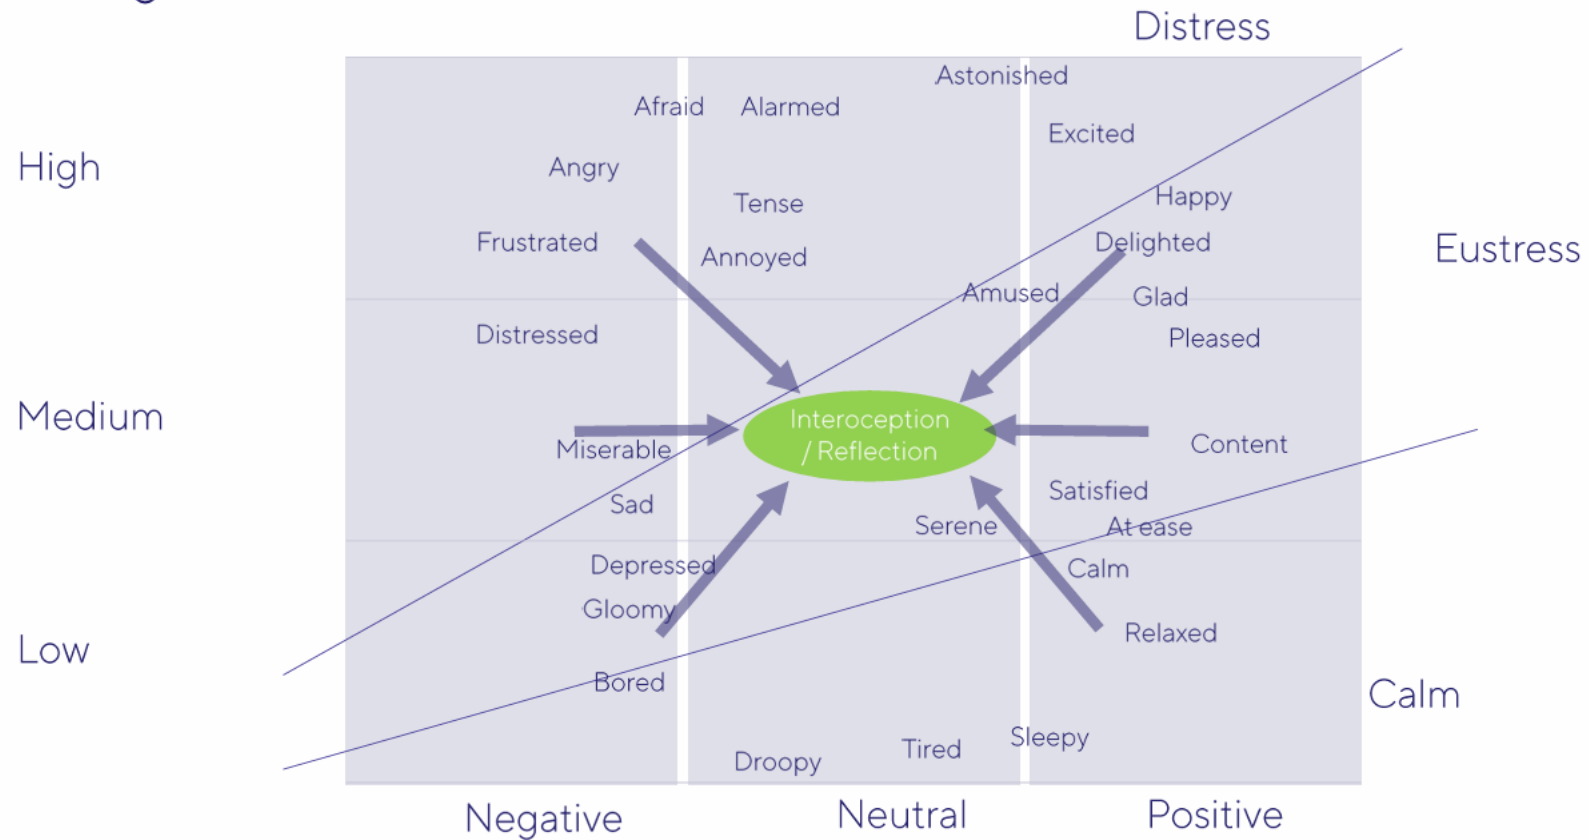 Distress
Astonished
Afraid
Alarmed
Excited
High
Angry
Happy
Tense
Frustrated
Delighted
Eustress
Annoyed
Amused
Glad
Distressed
Pleased
Medium
Interoception
/ Reflection
Miserable
Content
Sad
Satisfied
Serene
At ease
Depressed
Calm
Gloomy
Low
Relaxed
Bored
Calm
Sleepy
Tired
Droopy
Negative
Neutral
Positive